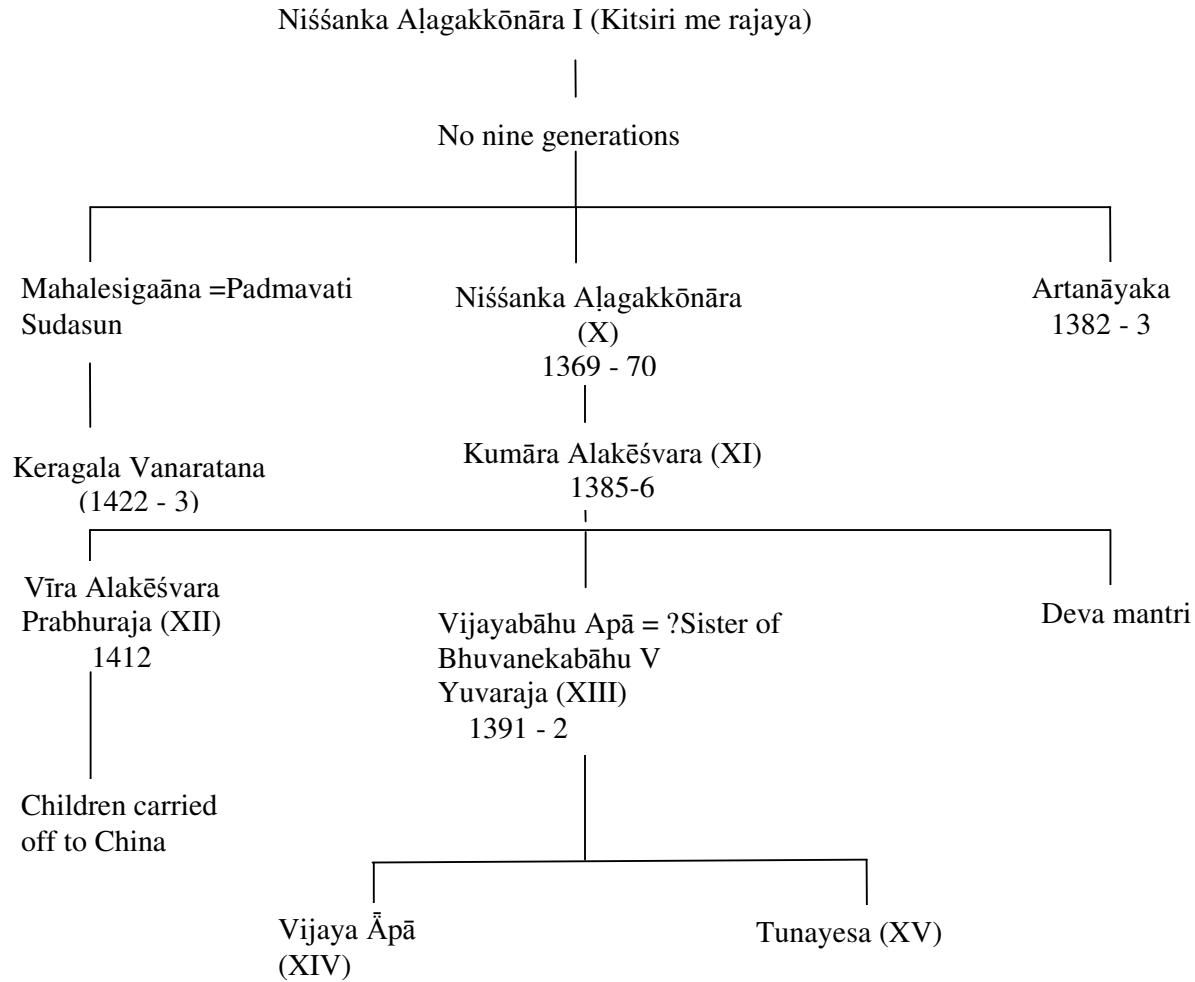 Niśśanka Aḷagakkōnāra I (Kitsiri me rajaya)
No nine generations
Mahalesigaāna =Padmavati
Sudasun
Niśśanka Aḷagakkōnāra
(X)
1369 - 70
Artanāyaka
1382 - 3
Keragala Vanaratana
(1422 - 3)
Kumāra Alakēśvara (XI)
1385-6
Vīra Alakēśvara
Prabhuraja (XII)
1412
Vijayabāhu Apā = ?Sister of
Bhuvanekabāhu V
Yuvaraja (XIII)
1391 - 2
Deva mantri
Children carried
off to China
Vijaya Ǟpā
(XIV)
Tunayesa (XV)